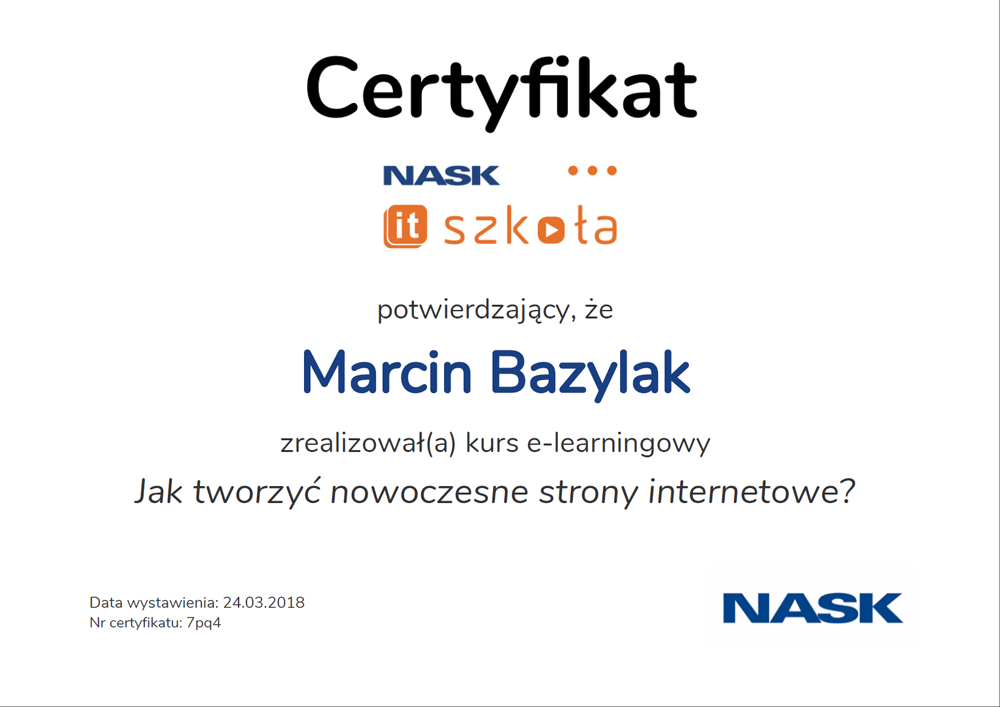 Certyfikat
NASK
it szkoła
potwierdzający, że
Marcin Bazylak
zrealizował(a) kurs e-learningowy
Jak tworzyć nowoczesne strony internetowe?
Data wystawienia: 24.03.2018
Nr certyfikatu: 7pq4
NASK